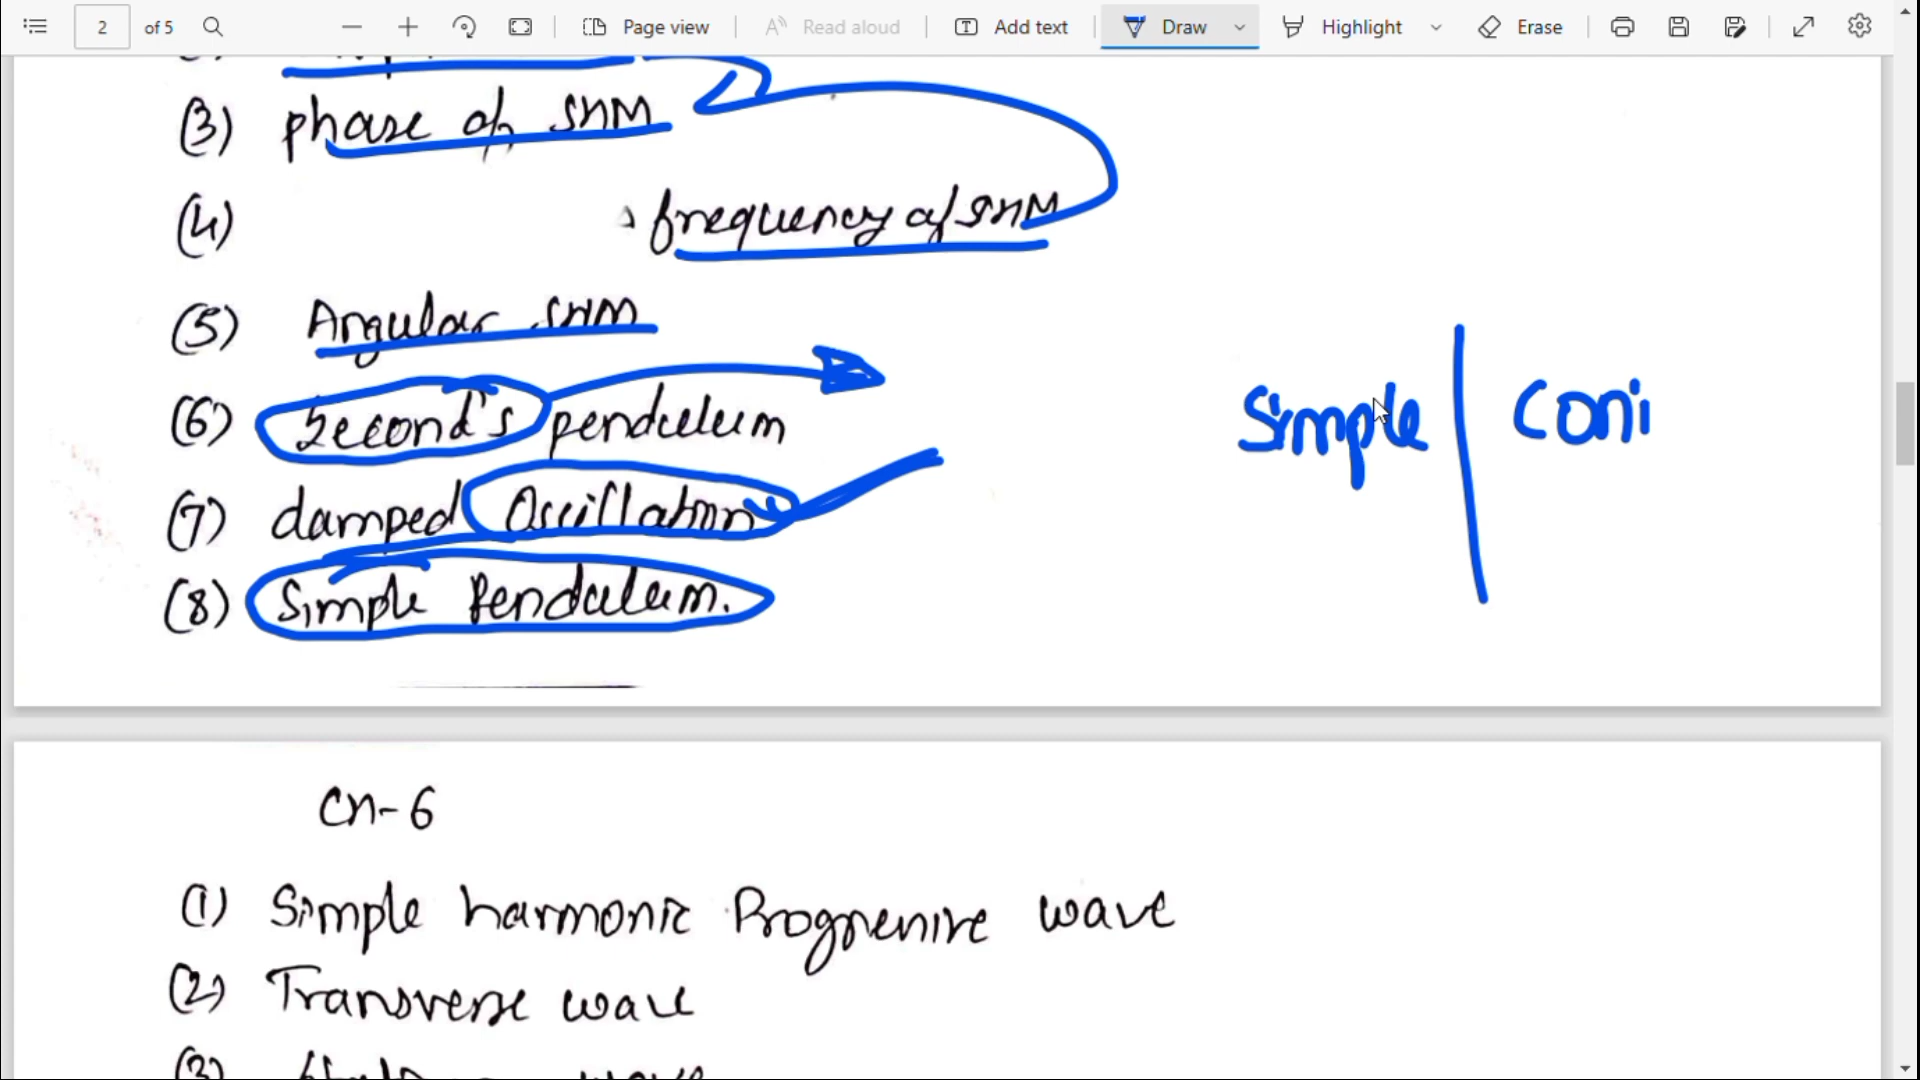 2 of 5 Page view Read aloud Add text Draw Highlight Erase
(3) phase of SHM
(4) frequency of SHM
(5) Angular SHM
(6) Second's pendulum
(7) damped Oscillation
(8) Simple Pendulum.
Simple | Coni
CH-6
(1) Simple harmonic Progressive wave
(2) Transverse wave
(3) wave